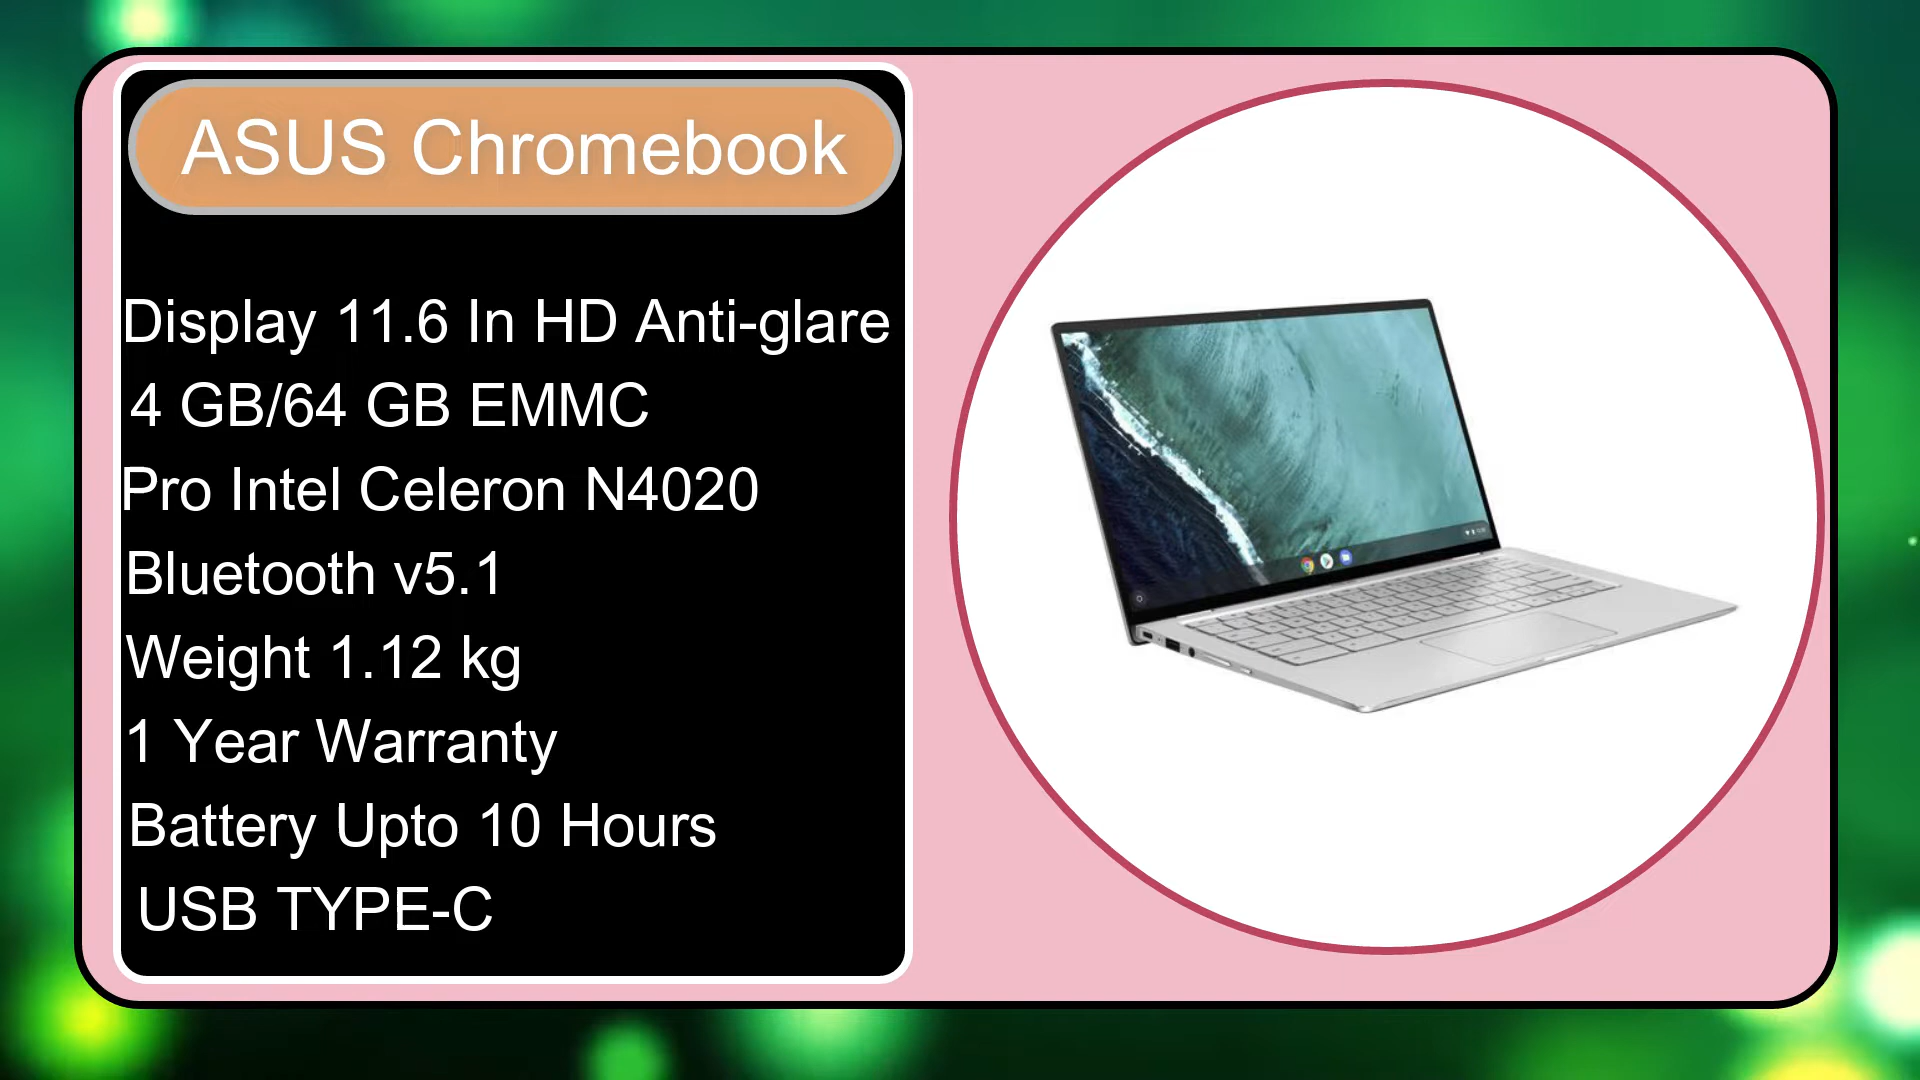 ASUS Chromebook
Display 11.6 In HD Anti-glare
4 GB/64 GB EMMC
Pro Intel Celeron N4020
Bluetooth v5.1
Weight 1.12 kg
1 Year Warranty
Battery Upto 10 Hours
USB TYPE-C